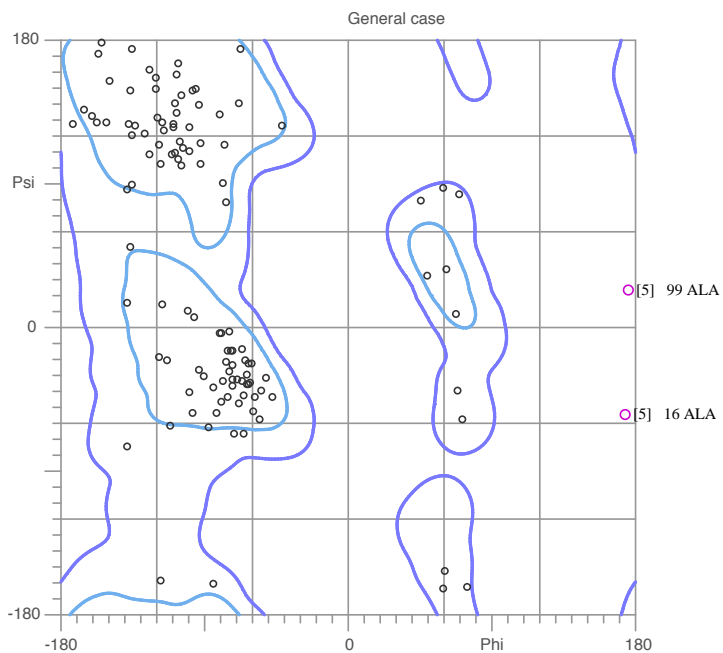 General case
180
Psi
[5] 99 ALA
0
[5] 16 ALA
-180
-180 0 Phi 180